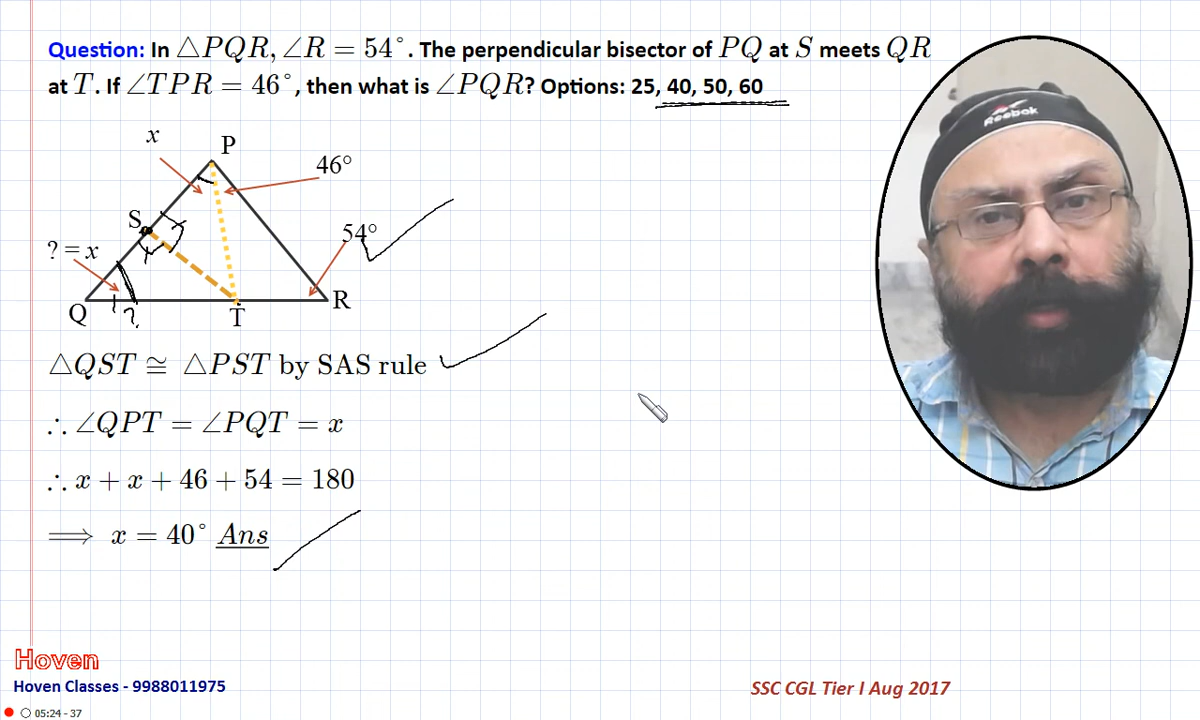 Question: In △PQR, ∠R = 54°. The perpendicular bisector of PQ at S meets QR
at T. If ∠TPR = 46°, then what is ∠PQR? Options: 25, 40, 50, 60
Reebok
x
P
46°
S
54°
? = x
Q
?
T
R
△QST ≅ △PST by SAS rule
∴ ∠QPT = ∠PQT = x
∴ x + x + 46 + 54 = 180
⟹ x = 40° Ans
Hoven
Hoven Classes - 9988011975
SSC CGL Tier I Aug 2017
05:24 - 37